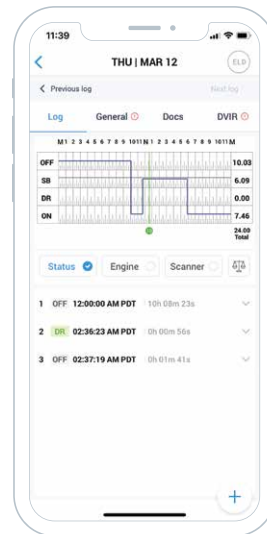 11:39
THU | MAR 12
ELD
Previous log
Next log
Log General Docs DVIR
M 1 2 3 4 5 6 7 8 9 10 11 N 1 2 3 4 5 6 7 8 9 10 11 M
OFF 10.03
SB 6.09
DR 0.00
ON 7.46
24.00
Total
Status Engine Scanner
1 OFF 12:00:00 AM PDT 10h 08m 23s
2 DR 02:36:23 AM PDT 0h 00m 56s
3 OFF 02:37:19 AM PDT 0h 01m 41s